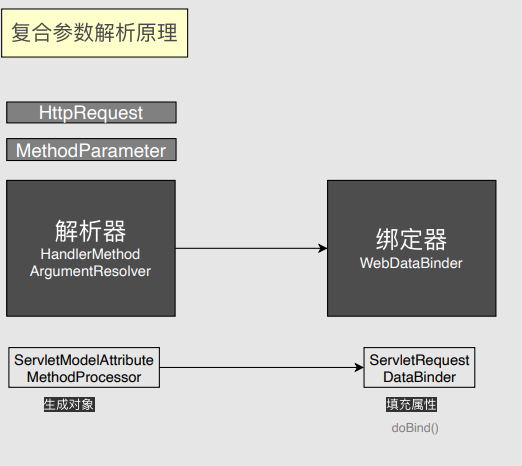 复合参数解析原理
HttpRequest
MethodParameter
解析器
HandlerMethod
ArgumentResolver
绑定器
WebDataBinder
ServletModelAttribute
MethodProcessor
ServletRequest
DataBinder
生成对象
填充属性
doBind()